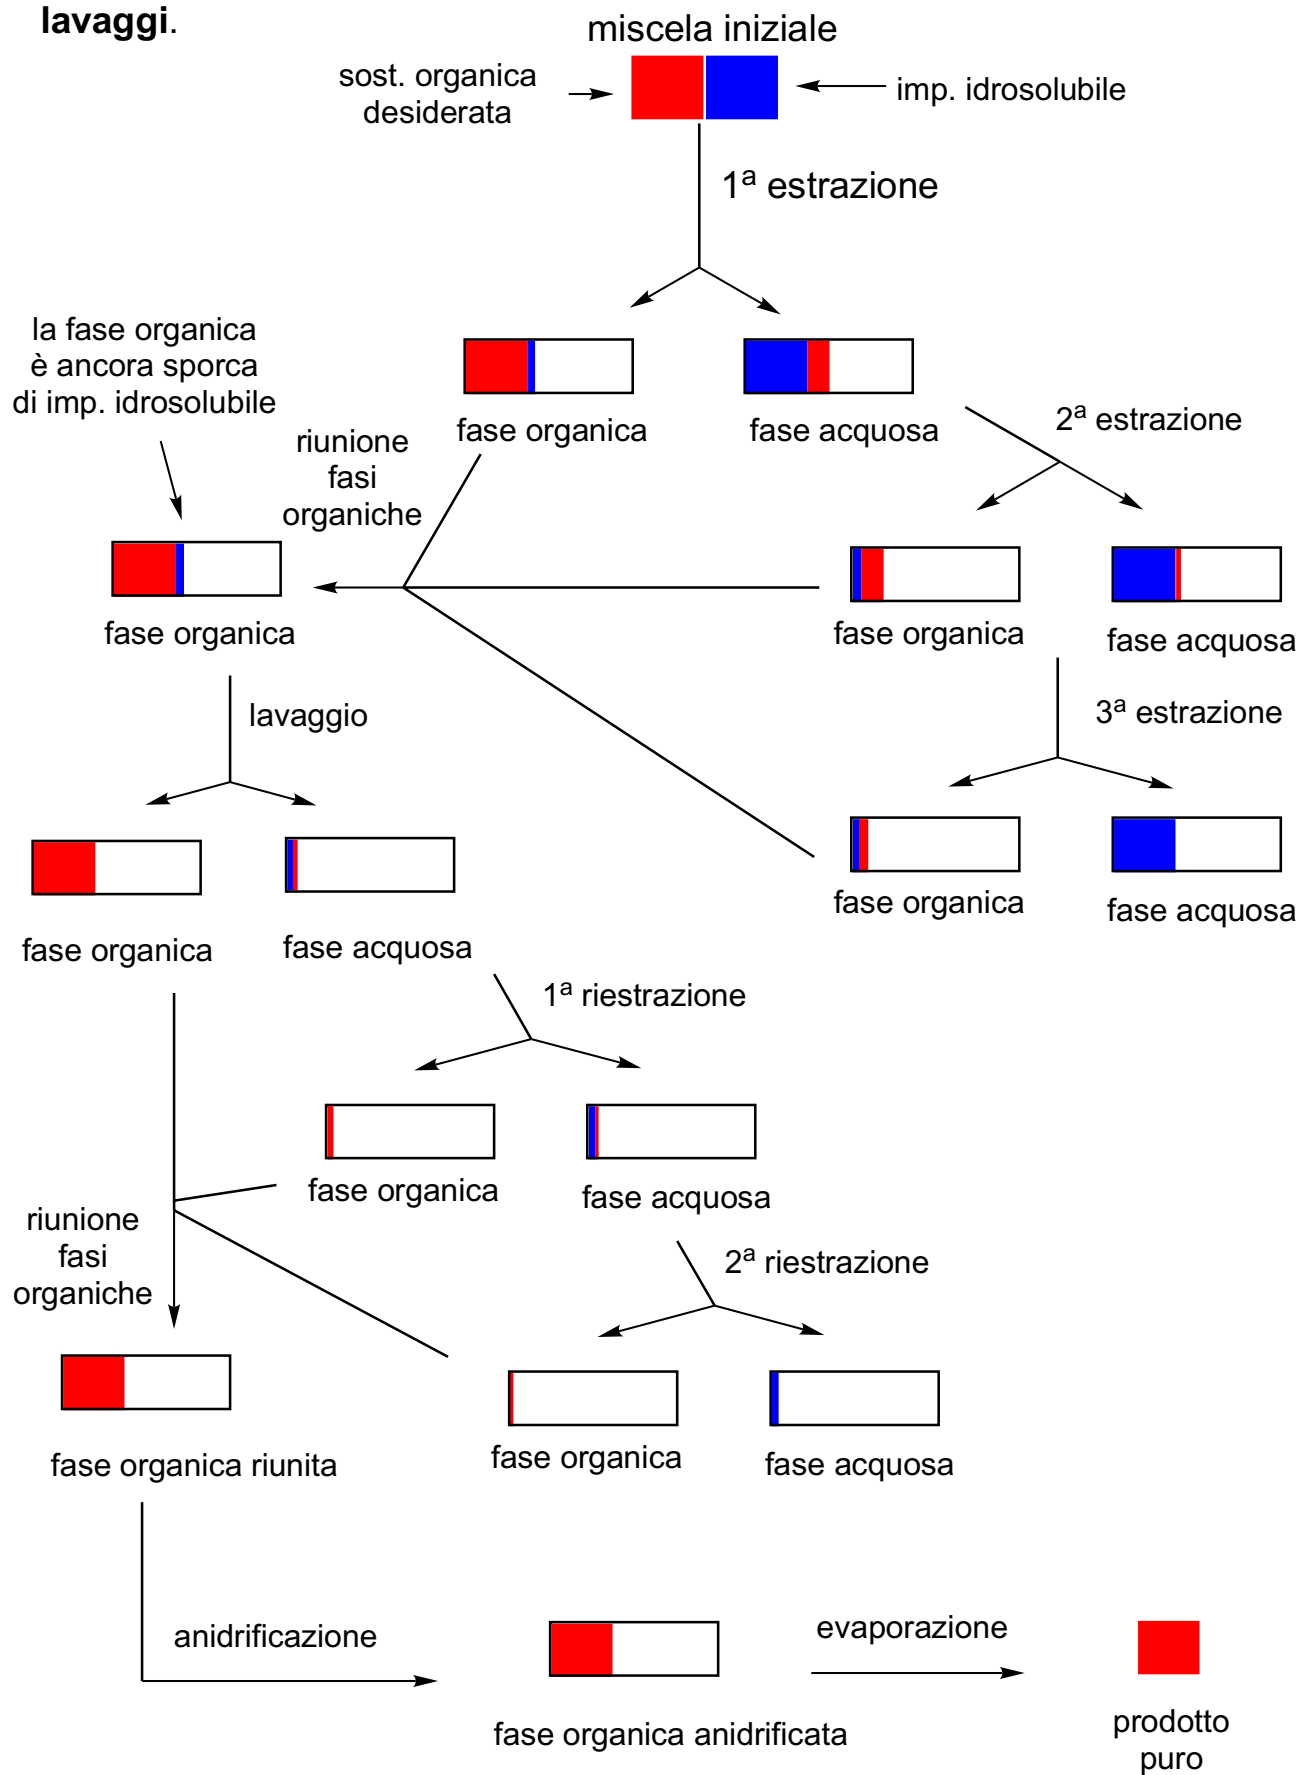 lavaggi.
miscela iniziale
sost. organica
desiderata
imp. idrosolubile
1ª estrazione
la fase organica
è ancora sporca
di imp. idrosolubile
fase organica
fase acquosa
2ª estrazione
riunione
fasi
organiche
fase organica
fase organica
fase acquosa
lavaggio
3ª estrazione
fase organica
fase acquosa
fase organica
fase acquosa
1ª riestrazione
fase organica
fase acquosa
riunione
fasi
organiche
2ª riestrazione
fase organica riunita
fase organica
fase acquosa
anidrificazione
evaporazione
fase organica anidrificata
prodotto
puro